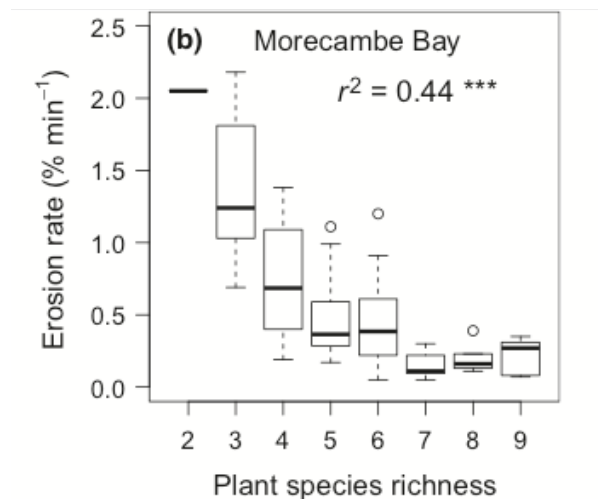 (b) Morecambe Bay
r² = 0.44 ***
Erosion rate (% min⁻¹)
2.5
2.0
1.5
1.0
0.5
0.0
2 3 4 5 6 7 8 9
Plant species richness